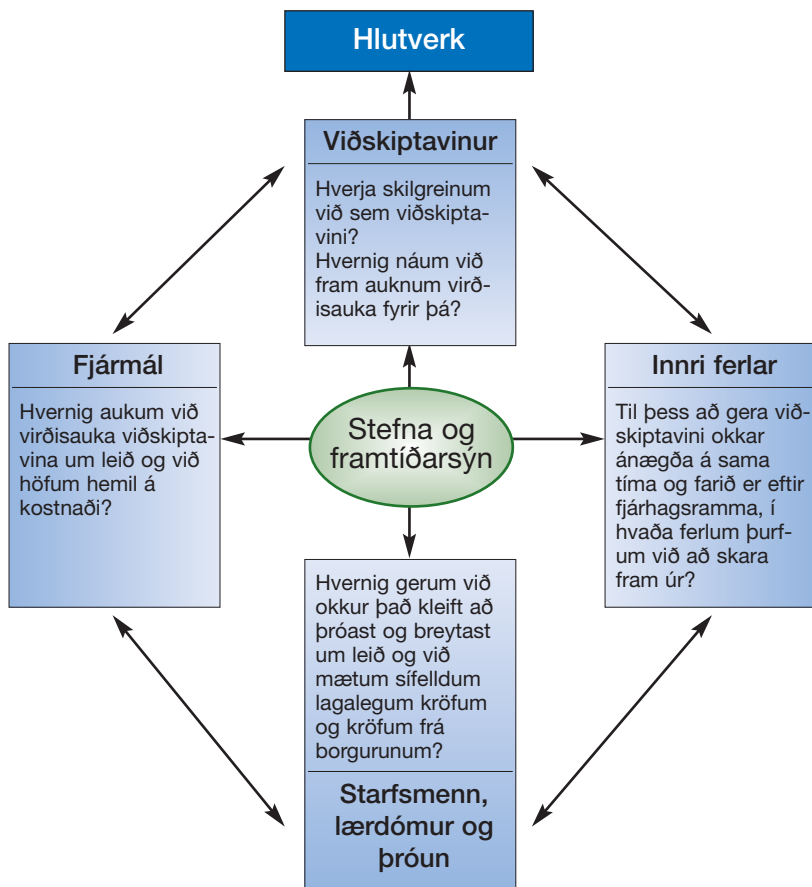 Hlutverk
Viðskiptavinur
Hverja skilgreinum
við sem viðskipta-
vini?
Hvernig náum við
fram auknum virð-
isauka fyrir þá?
Fjármál
Hvernig aukum við
virðisauka viðskipta-
vina um leið og við
höfum hemil á
kostnaði?
Stefna og
framtíðarsýn
Innri ferlar
Til þess að gera við-
skiptavini okkar
ánægða á sama
tíma og farið er eftir
fjárhagsramma, í
hvaða ferlum þurf-
um við að skara
fram úr?
Hvernig gerum við
okkur það kleift að
þróast og breytast
um leið og við
mætum sífelldum
lagalegum kröfum
og kröfum frá
borgurunum?
Starfsmenn,
lærdómur og
þróun